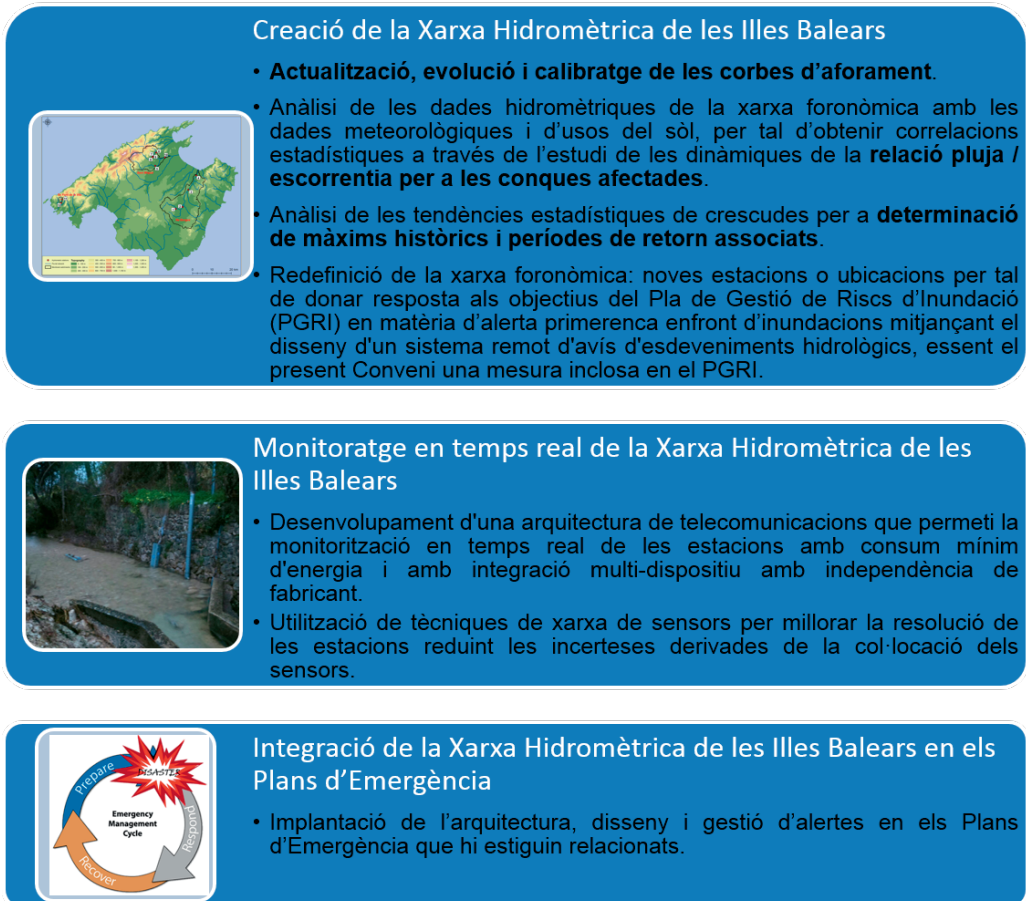 Creació de la Xarxa Hidromètrica de les Illes Balears
• Actualització, evolució i calibratge de les corbes d’aforament.
• Anàlisi de les dades hidromètriques de la xarxa foronòmica amb les
dades meteorològiques i d’usos del sòl, per tal d’obtenir correlacions
estadístiques a través de l’estudi de les dinàmiques de la relació pluja /
escorrentia per a les conques afectades.
• Anàlisi de les tendències estadístiques de crescudes per a determinació
de màxims històrics i períodes de retorn associats.
• Redefinició de la xarxa foronòmica: noves estacions o ubicacions per tal
de donar resposta als objectius del Pla de Gestió de Riscs d’Inundació
(PGRI) en matèria d’alerta primerenca enfront d’inundacions mitjançant el
disseny d'un sistema remot d'avís d'esdeveniments hidrològics, essent el
present Conveni una mesura inclosa en el PGRI.
Monitoratge en temps real de la Xarxa Hidromètrica de les
Illes Balears
• Desenvolupament d'una arquitectura de telecomunicacions que permeti la
monitorització en temps real de les estacions amb consum mínim
d'energia i amb integració multi-dispositiu amb independència de
fabricant.
• Utilització de tècniques de xarxa de sensors per millorar la resolució de
les estacions reduint les incerteses derivades de la col·locació dels
sensors.
Prepare
DISASTER
Emergency
Management
Cycle
Respond
Recover
Integració de la Xarxa Hidromètrica de les Illes Balears en els
Plans d’Emergència
• Implantació de l’arquitectura, disseny i gestió d’alertes en els Plans
d’Emergència que hi estiguin relacionats.